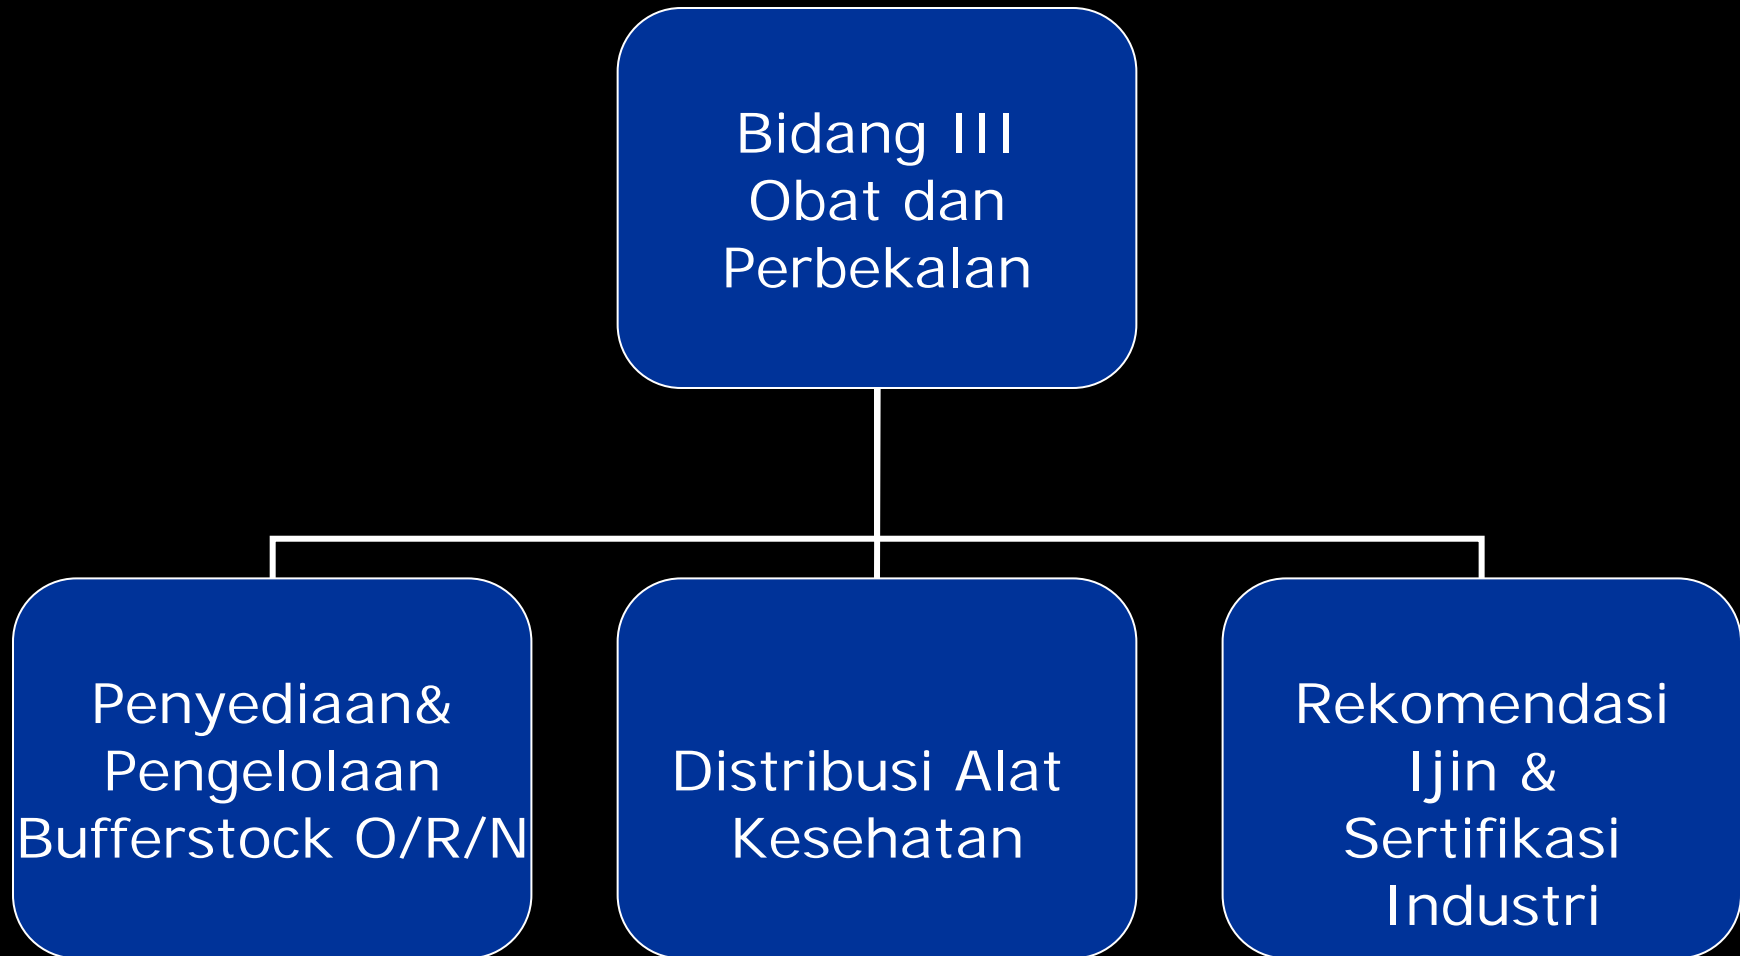 Bidang III
Obat dan
Perbekalan
Penyediaan&
Pengelolaan
Bufferstock O/R/N
Distribusi Alat
Kesehatan
Rekomendasi
Ijin &
Sertifikasi
Industri